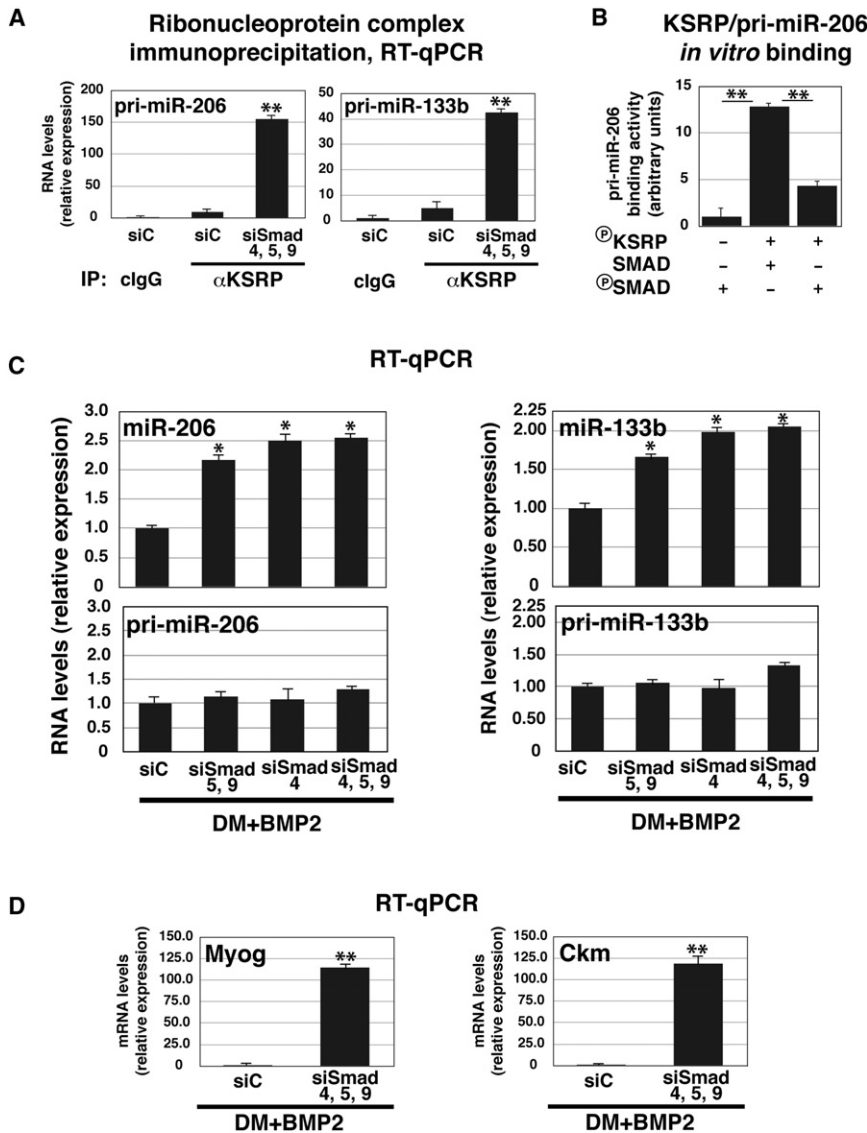 A
Ribonucleoprotein complex
immunoprecipitation, RT-qPCR
RNA levels
(relative expression)
200
150
100
50
0
pri-miR-206
**
siC
siC
siSmad
4, 5, 9
IP:
cIgG
αKSRP
50
40
30
20
10
0
pri-miR-133b
**
siC
siC
siSmad
4, 5, 9
cIgG
αKSRP
B
KSRP/pri-miR-206
in vitro binding
pri-miR-206
binding activity
(arbitrary units)
15
10
5
0
** **
ⓅKSRP - + +
SMAD - + -
ⓅSMAD + - +
C
RT-qPCR
RNA levels (relative expression)
3.0
2.5
2.0
1.5
1.0
0.5
0
miR-206
* * *
3.0
2.5
2.0
1.5
1.0
0.5
0
pri-miR-206
siC
siSmad
5, 9
siSmad
4
siSmad
4, 5, 9
DM+BMP2
RNA levels (relative expression)
2.25
2.00
1.50
1.00
0.50
0
miR-133b
* * *
2.25
2.00
1.50
1.00
0.50
0
pri-miR-133b
siC
siSmad
5, 9
siSmad
4
siSmad
4, 5, 9
DM+BMP2
D
RT-qPCR
mRNA levels
(relative expression)
150.0
125.0
100.0
75.0
50.0
25.0
0
Myog
**
siC
siSmad
4, 5, 9
DM+BMP2
mRNA levels
(relative expression)
150.0
125.0
100.0
75.0
50.0
25.0
0
Ckm
**
siC
siSmad
4, 5, 9
DM+BMP2